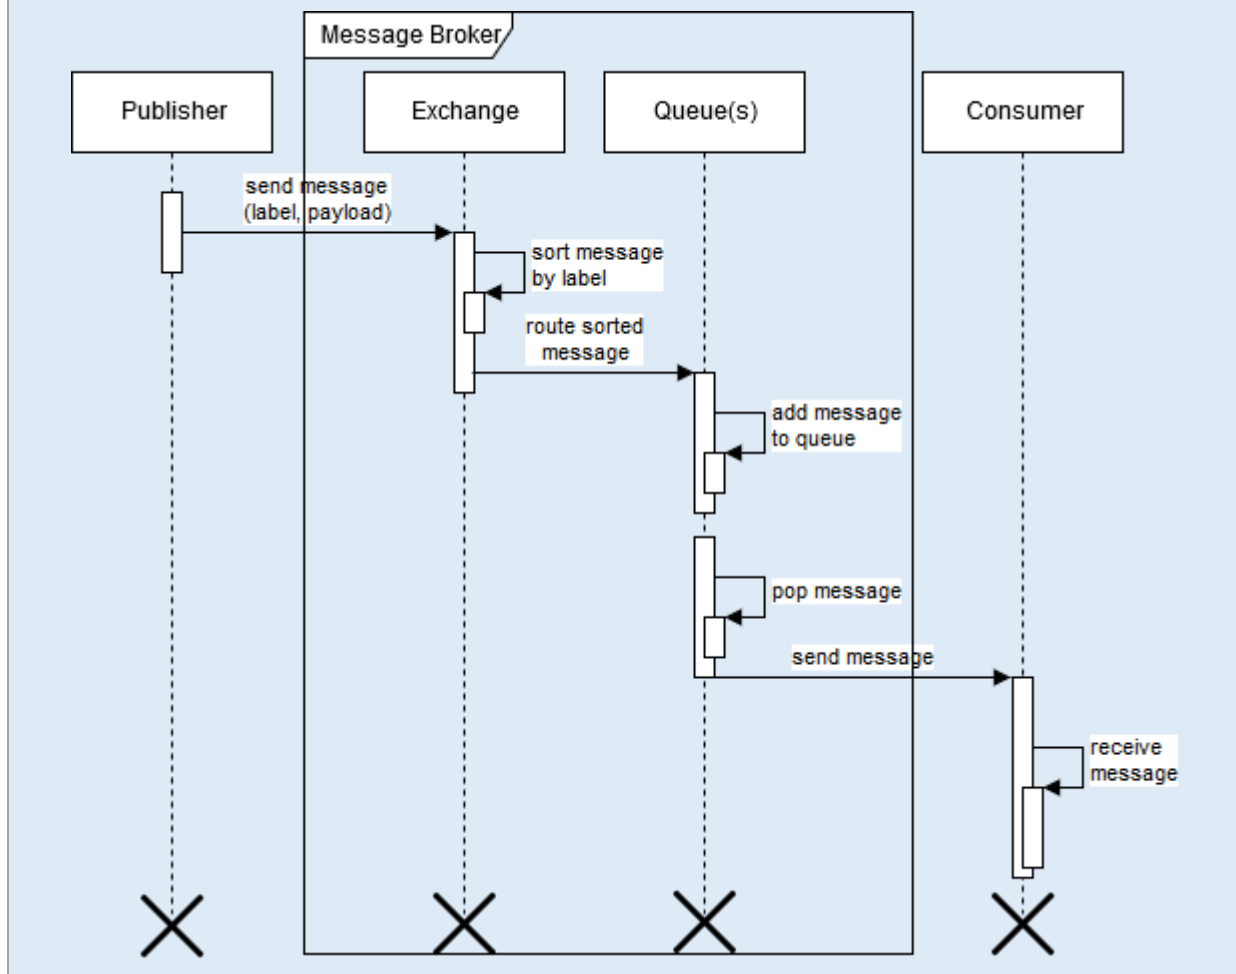 Message Broker
Publisher
Exchange
Queue(s)
Consumer
send message
(label, payload)
sort message
by label
route sorted
message
add message
to queue
pop message
send message
receive
message